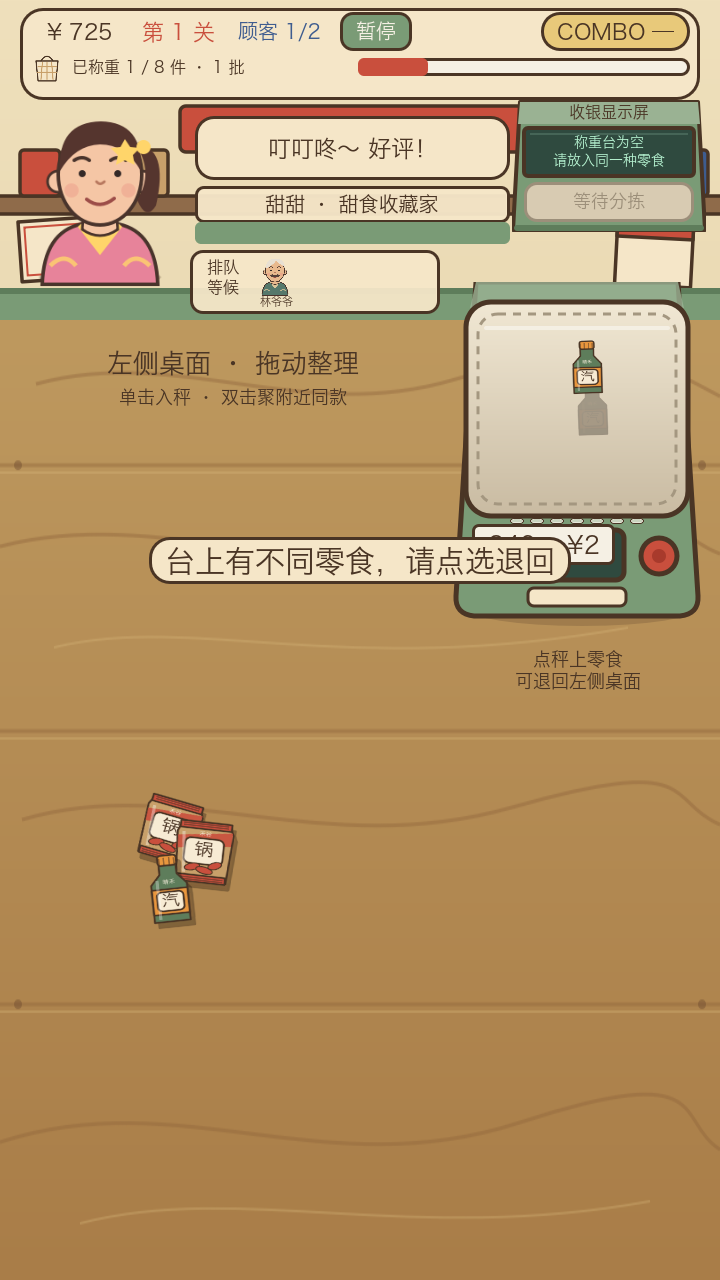 ¥ 725 第 1 关 顾客 1/2 暂停 COMBO —
已称重 1 / 8 件 · 1 批
收银显示屏
称重台为空
请放入同一种零食
等待分拣
叮叮咚～ 好评！
甜甜 · 甜食收藏家
排队
等候
林爷爷
左侧桌面 · 拖动整理
单击入秤 · 双击聚附近同款
汽
¥2
台上有不同零食，请点选退回
点秤上零食
可退回左侧桌面
锅
锅
汽